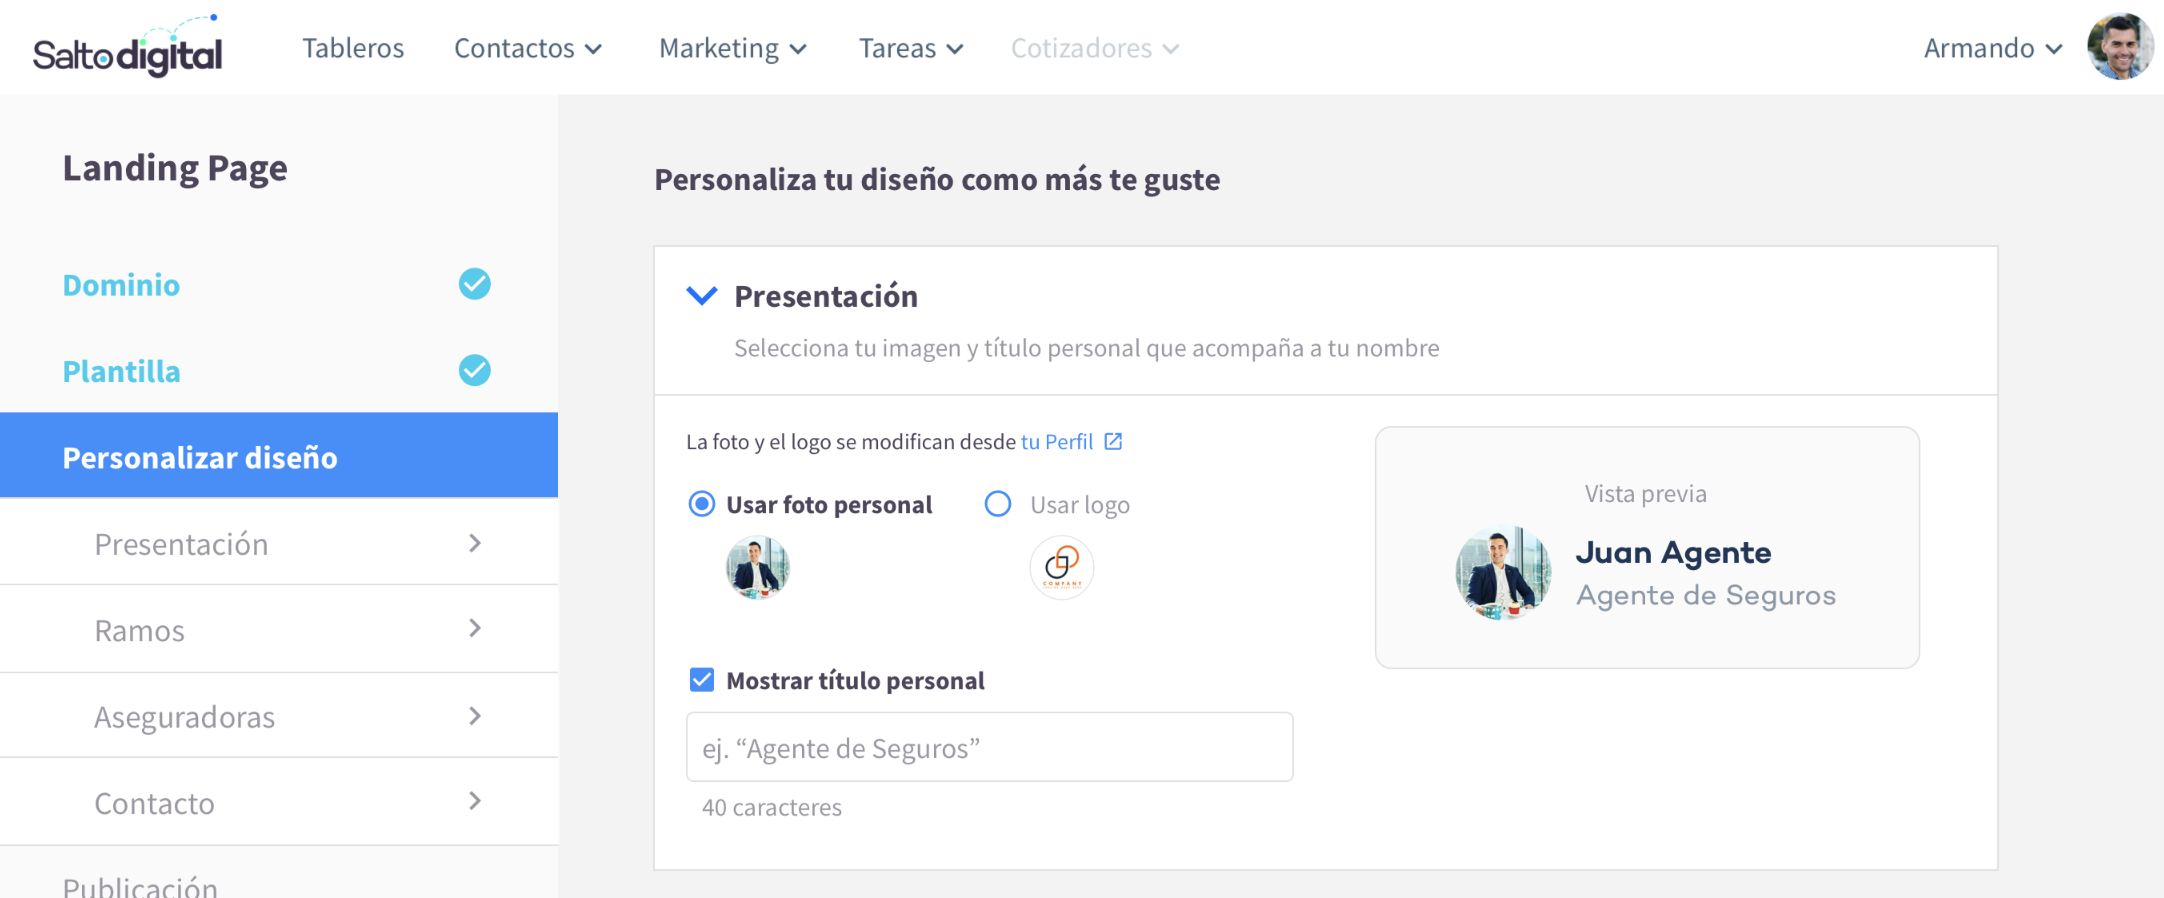 Saltodigital
Tableros
Contactos
Marketing
Tareas
Cotizadores
Armando
Landing Page
Dominio
Plantilla
Personalizar diseño
Presentación
Ramos
Aseguradoras
Contacto
Publicación
Personaliza tu diseño como más te guste
Presentación
Selecciona tu imagen y título personal que acompaña a tu nombre
La foto y el logo se modifican desde tu Perfil
Usar foto personal
Usar logo
COMPANY
Mostrar título personal
ej. “Agente de Seguros”
40 caracteres
Vista previa
Juan Agente
Agente de Seguros